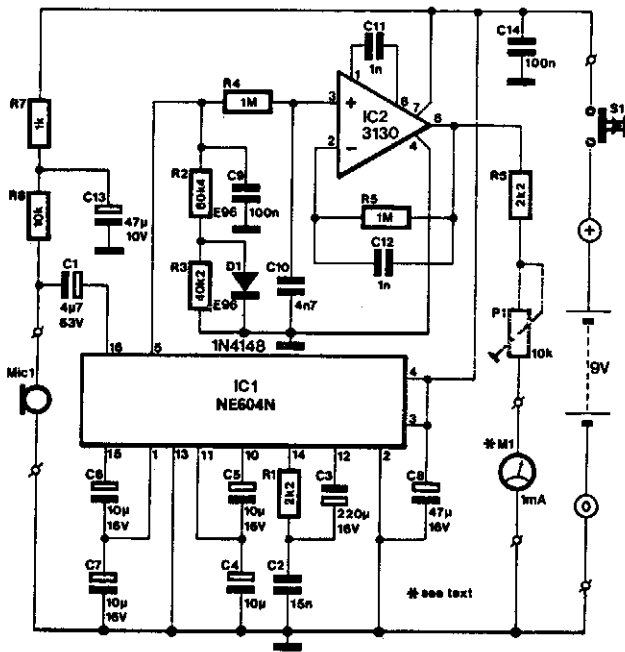 C11
1n
C14
100n
R7
1k
R4
1M
1
8
3
+
IC2
3130
7
6
2
−
4
S1
R6
10k
C13
47µ
10V
R2
60k4
E96
C9
100n
R5
1M
R5
2k2
C12
1n
C1
4µ7
63V
R3
40k2
E96
D1
C10
4n7
+
1N4148
P1
10k
9V
16
5
Mic1
IC1
NE604N
4
3
*M1
1mA
15
1
13
11
10
14
12
2
C6
10µ
16V
C5
10µ
16V
R1
2k2
C3
220µ
16V
C8
47µ
16V
0
C7
10µ
16V
C4
10µ
C2
15n
* see text